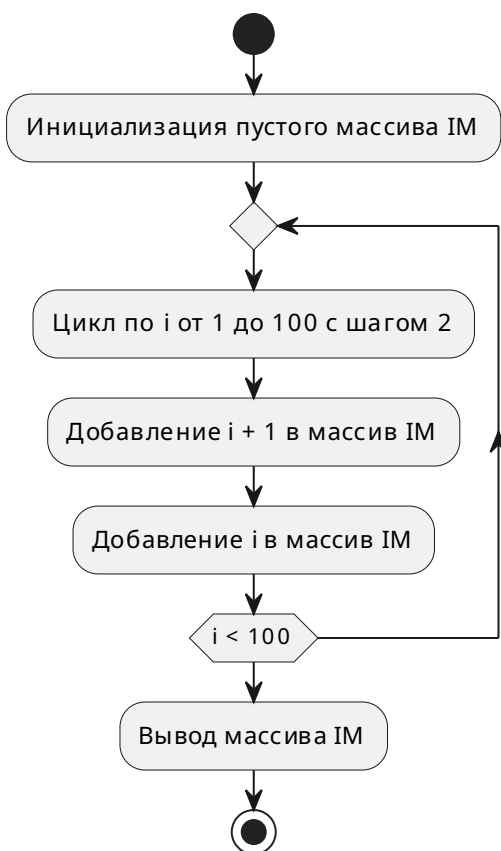 Инициализация пустого массива IM
Цикл по i от 1 до 100 с шагом 2
Добавление i + 1 в массив IM
Добавление i в массив IM
i < 100
Вывод массива IM